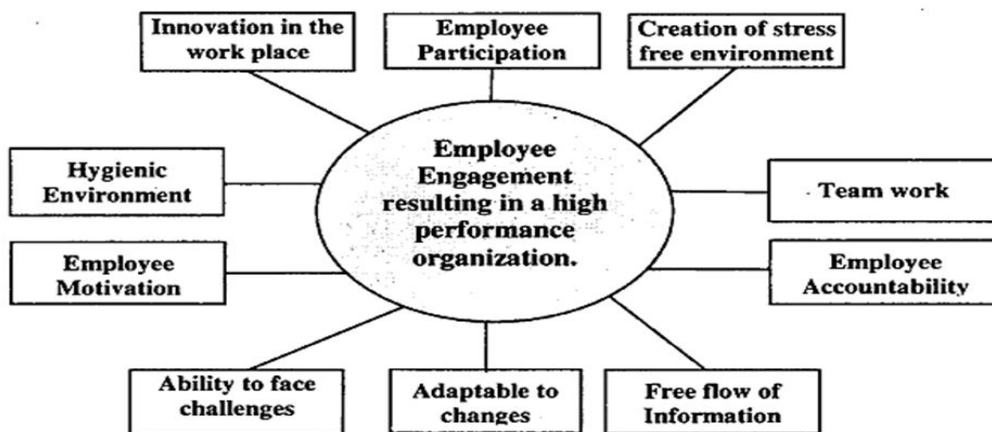 Innovation in the
work place
Employee
Participation
Creation of stress
free environment
Employee
Engagement
resulting in a high
performance
organization.
Hygienic
Environment
Team work
Employee
Motivation
Employee
Accountability
Ability to face
challenges
Adaptable to
changes
Free flow of
Information